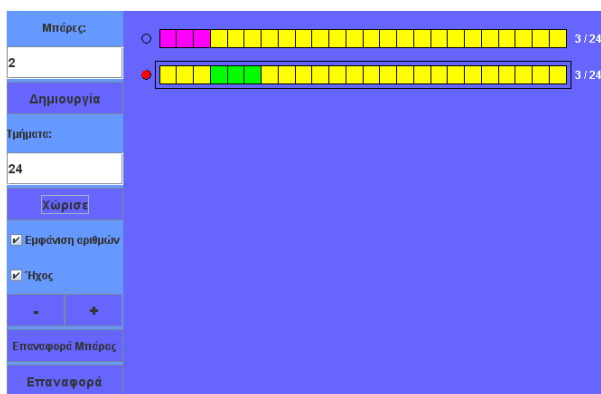 Μπάρες:
2
Δημιουργία
Τμήματα:
24
Χώρισε
Εμφάνιση αριθμών
Ήχος
- +
Επαναφορά Μπάρας
Επαναφορά
3 / 24
3 / 24